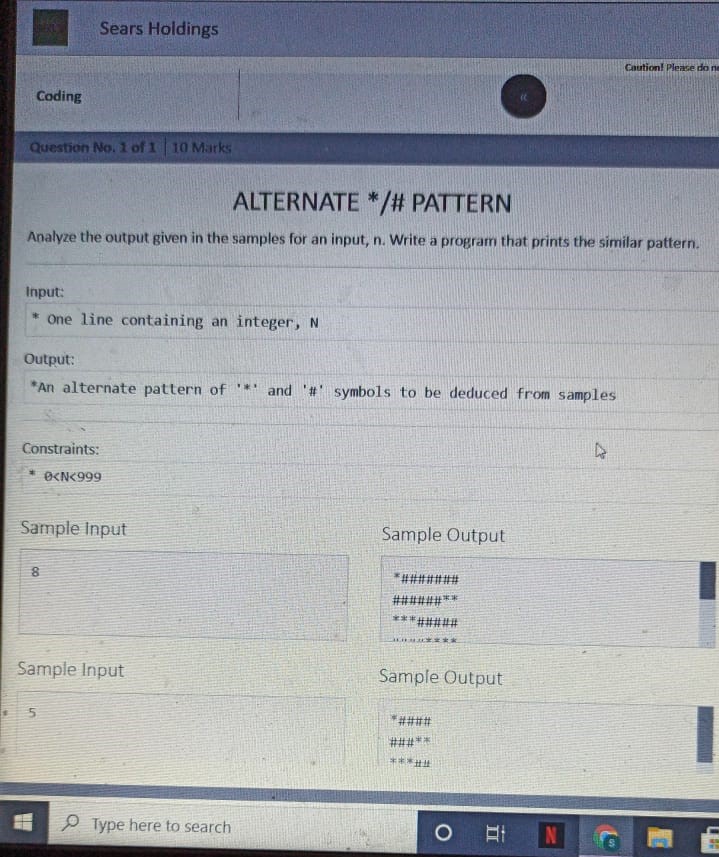 Sears Holdings
Caution! Please do n
Coding
«
Question No. 1 of 1 | 10 Marks
ALTERNATE */# PATTERN
Analyze the output given in the samples for an input, n. Write a program that prints the similar pattern.
Input:
* One line containing an integer, N
Output:
*An alternate pattern of '*' and '#' symbols to be deduced from samples
Constraints:
* 0<N<999
Sample Input
Sample Output
8
*#######
######**
***#####
####****
Sample Input
Sample Output
5
*####
###**
***##
Type here to search
N
S